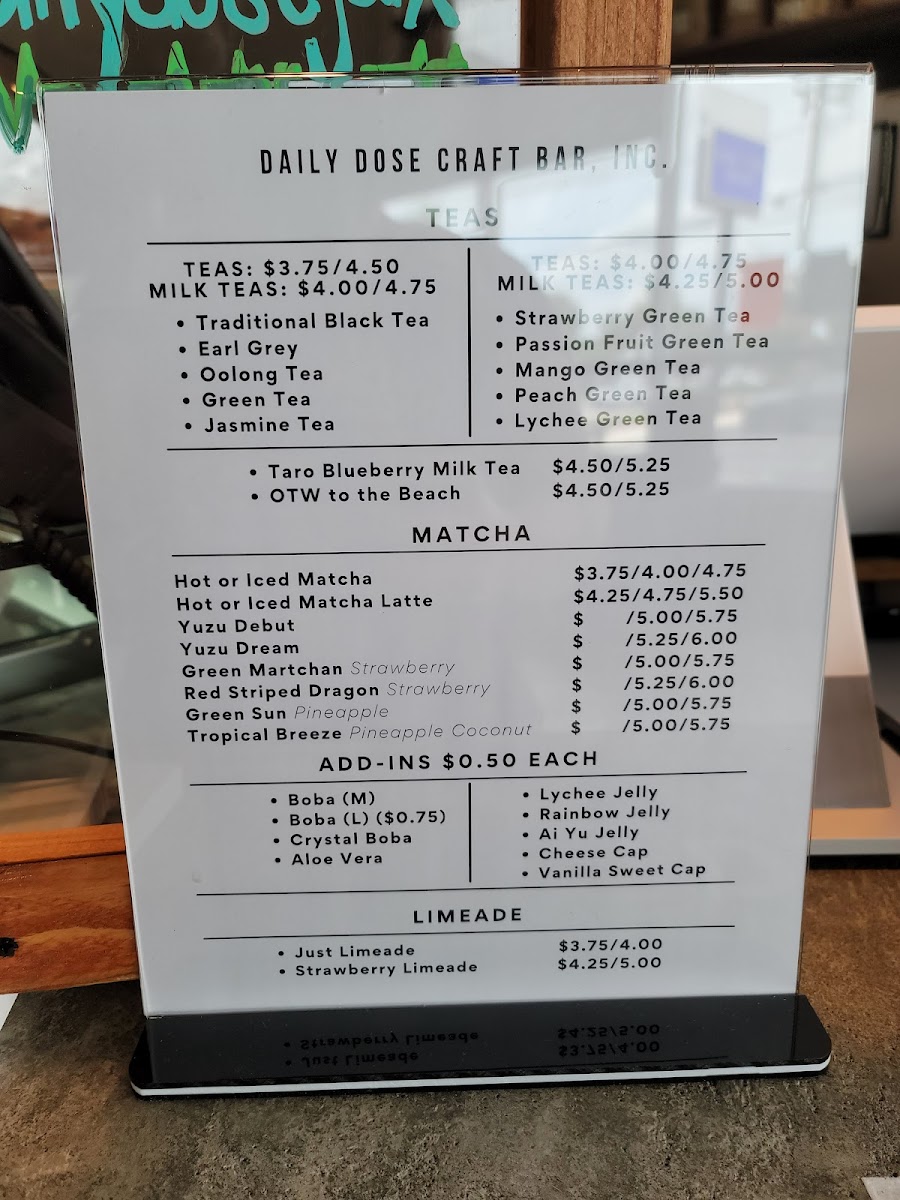 DAILY DOSE CRAFT BAR, INC.
TEAS
TEAS: $3.75/4.50
MILK TEAS: $4.00/4.75
• Traditional Black Tea
• Earl Grey
• Oolong Tea
• Green Tea
• Jasmine Tea
TEAS: $4.00/4.75
MILK TEAS: $4.25/5.00
• Strawberry Green Tea
• Passion Fruit Green Tea
• Mango Green Tea
• Peach Green Tea
• Lychee Green Tea
• Taro Blueberry Milk Tea $4.50/5.25
• OTW to the Beach $4.50/5.25
MATCHA
Hot or Iced Matcha $3.75/4.00/4.75
Hot or Iced Matcha Latte $4.25/4.75/5.50
Yuzu Debut $ /5.00/5.75
Yuzu Dream $ /5.25/6.00
Green Martchan Strawberry $ /5.00/5.75
Red Striped Dragon Strawberry $ /5.25/6.00
Green Sun Pineapple $ /5.00/5.75
Tropical Breeze Pineapple Coconut $ /5.00/5.75
ADD-INS $0.50 EACH
• Boba (M)
• Boba (L) ($0.75)
• Crystal Boba
• Aloe Vera
• Lychee Jelly
• Rainbow Jelly
• Ai Yu Jelly
• Cheese Cap
• Vanilla Sweet Cap
LIMEADE
• Just Limeade $3.75/4.00
• Strawberry Limeade $4.25/5.00